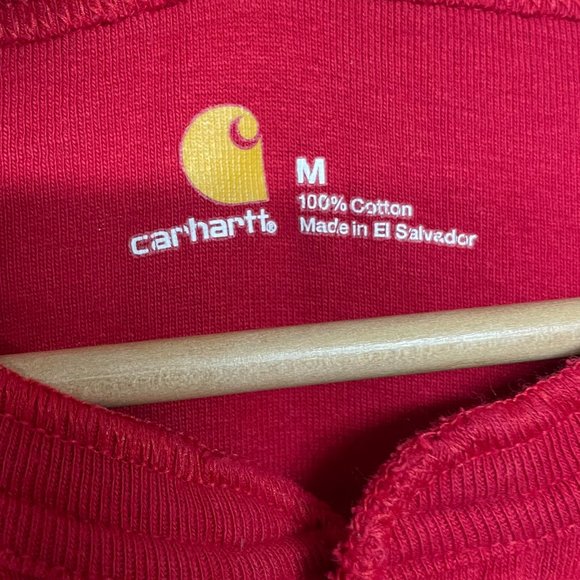 M
100% Cotton
Made in El Salvador
carhartt®